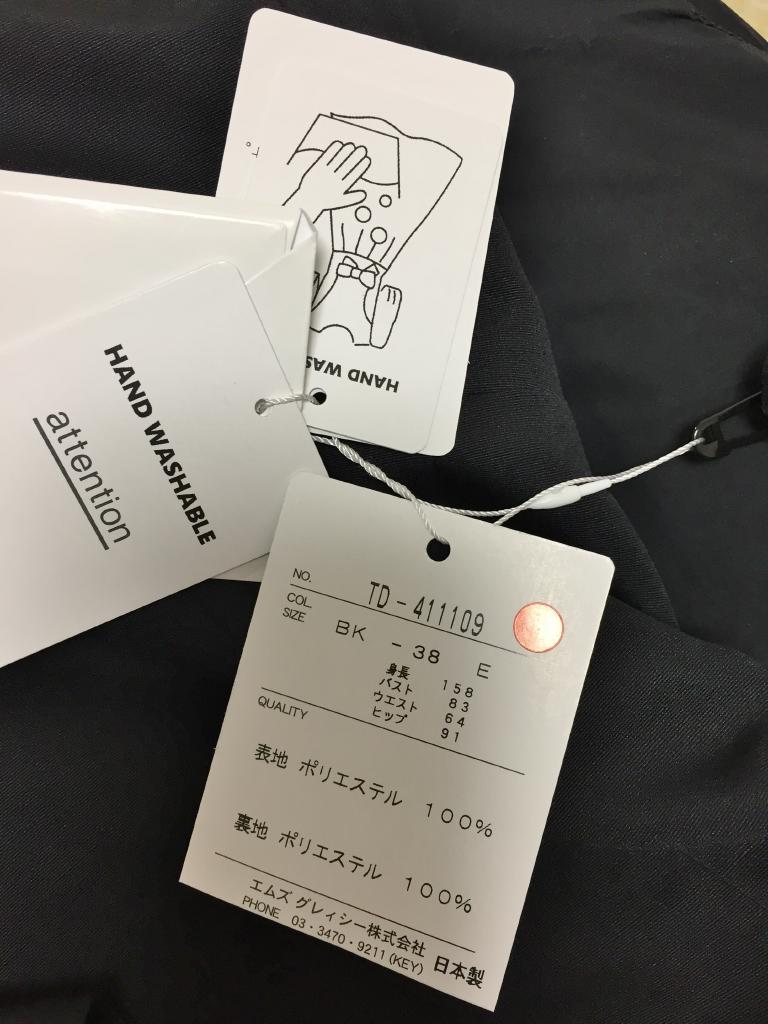 HAND WAS
HAND WASHABLE
attention
NO. TD-411109
COL.
SIZE BK - 38 E
身長 158
バスト 83
ウエスト 64
ヒップ 91
QUALITY
表地 ポリエステル 100%
裏地 ポリエステル 100%
エムズ グレィシー株式会社
PHONE 03・3470・9211(KEY) 日本製